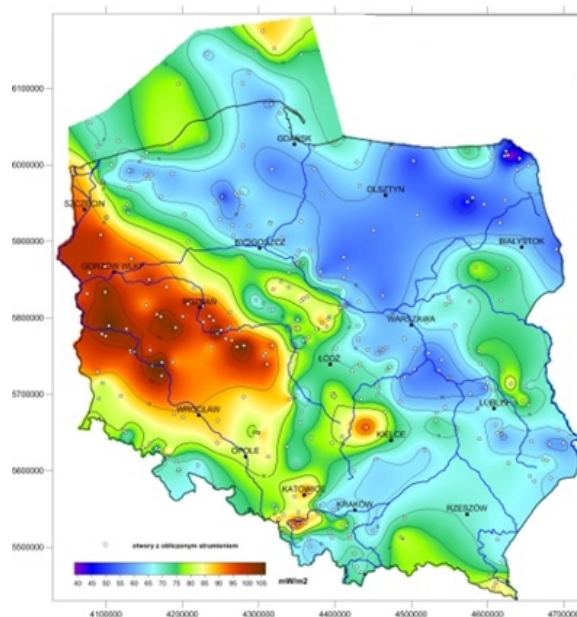 6100000
GDAŃSK
6000000
OLSZTYN
SZCZECIN
5900000
BYDGOSZCZ
BIAŁYSTOK
GORZÓW WLKP
POZNAŃ
5800000
WARSZAWA
ŁÓDŹ
5700000
WROCŁAW
LUBLIN
KIELCE
OPOLE
5600000
KATOWICE
KRAKÓW
RZESZÓW
5500000
otwory z obliczonym strumieniem
40 45 50 55 60 65 70 75 80 85 90 95 100 105 mW/m2
4100000 4200000 4300000 4400000 4500000 4600000 4700000